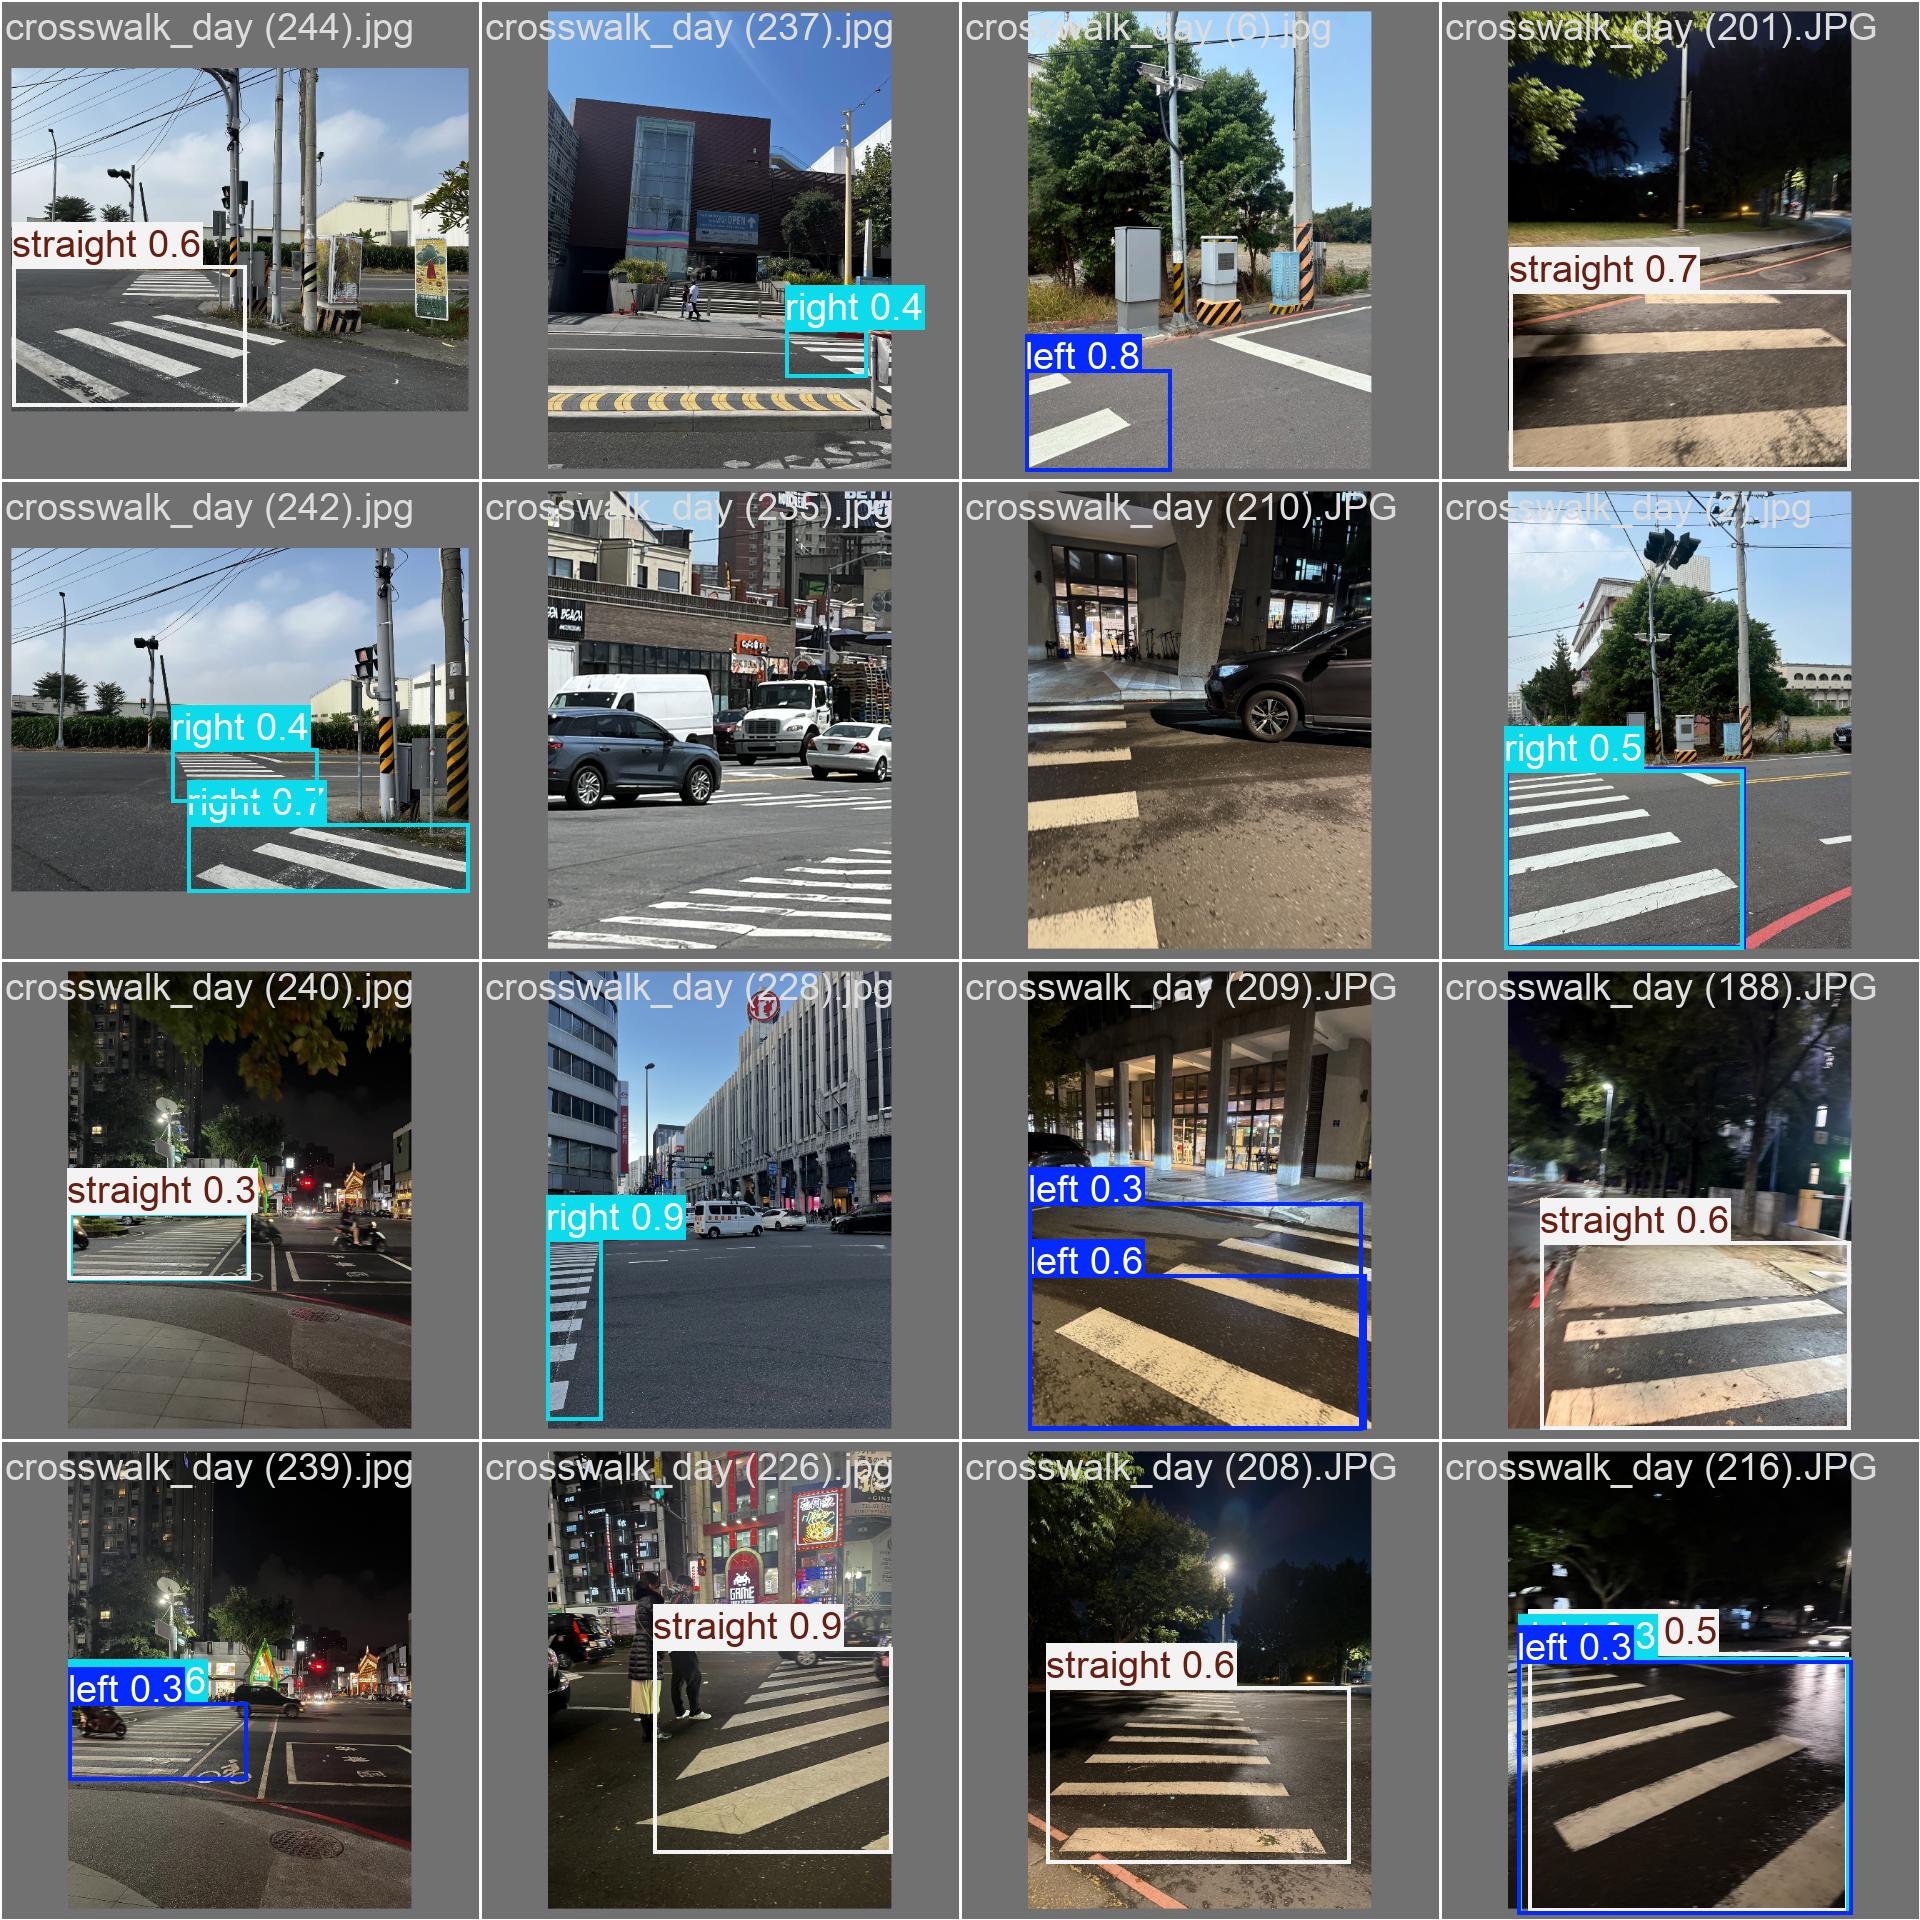 crosswalk_day (244).jpg
straight 0.6
crosswalk_day (237).jpg
OPEN
right 0.4
crosswalk_day (6).jpg
left 0.8
crosswalk_day (201).JPG
straight 0.7
crosswalk_day (242).jpg
right 0.4
right 0.7
crosswalk_day (235).jpg
BEACH
crosswalk_day (210).JPG
crosswalk_day (2).jpg
right 0.5
crosswalk_day (240).jpg
straight 0.3
crosswalk_day (228).jpg
right 0.9
crosswalk_day (209).JPG
left 0.3
left 0.6
crosswalk_day (188).JPG
straight 0.6
crosswalk_day (239).jpg
6
left 0.3
crosswalk_day (226).jpg
GAME
straight 0.9
crosswalk_day (208).JPG
straight 0.6
crosswalk_day (216).JPG
0.5
3
left 0.3